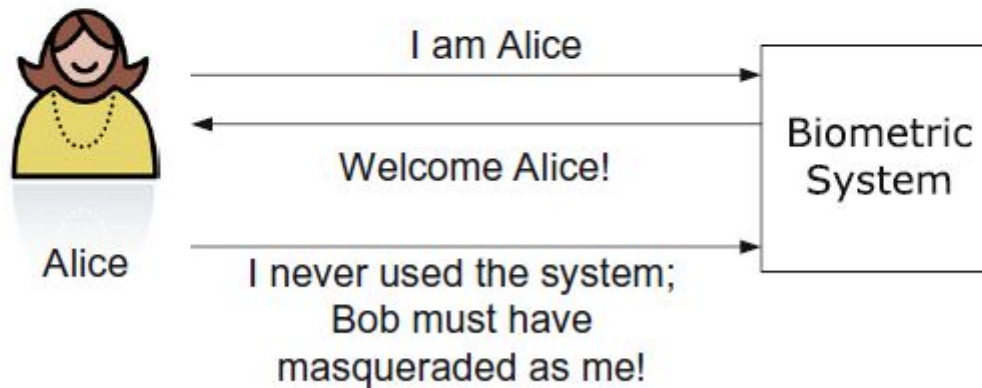 I am Alice
Welcome Alice!
Biometric
System
Alice
I never used the system;
Bob must have
masqueraded as me!